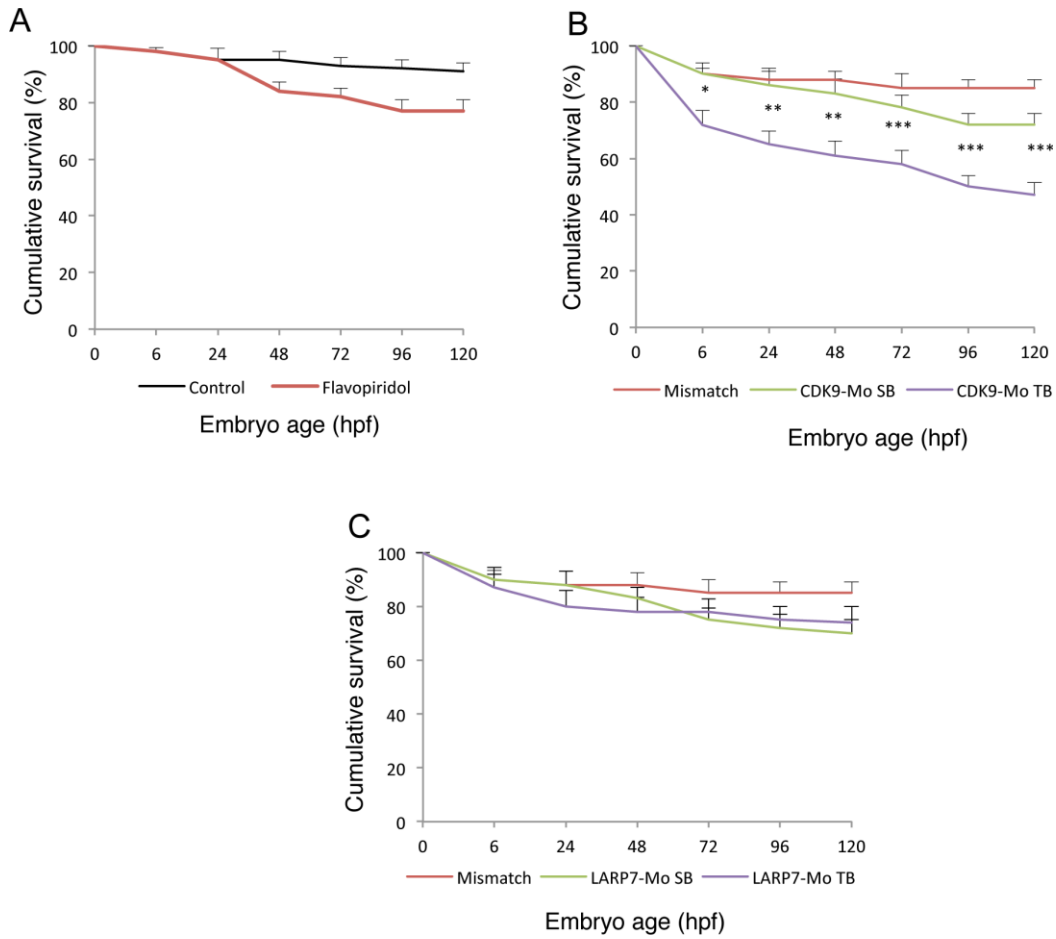 A
Cumulative survival (%)
100
80
60
40
20
0
0 6 24 48 72 96 120
Control Flavopiridol
Embryo age (hpf)
B
Cumulative survival (%)
100
80
60
40
20
0
* ** ** *** *** ***
0 6 24 48 72 96 120
Mismatch CDK9-Mo SB CDK9-Mo TB
Embryo age (hpf)
C
Cumulative survival (%)
100
80
60
40
20
0
0 6 24 48 72 96 120
Mismatch LARP7-Mo SB LARP7-Mo TB
Embryo age (hpf)